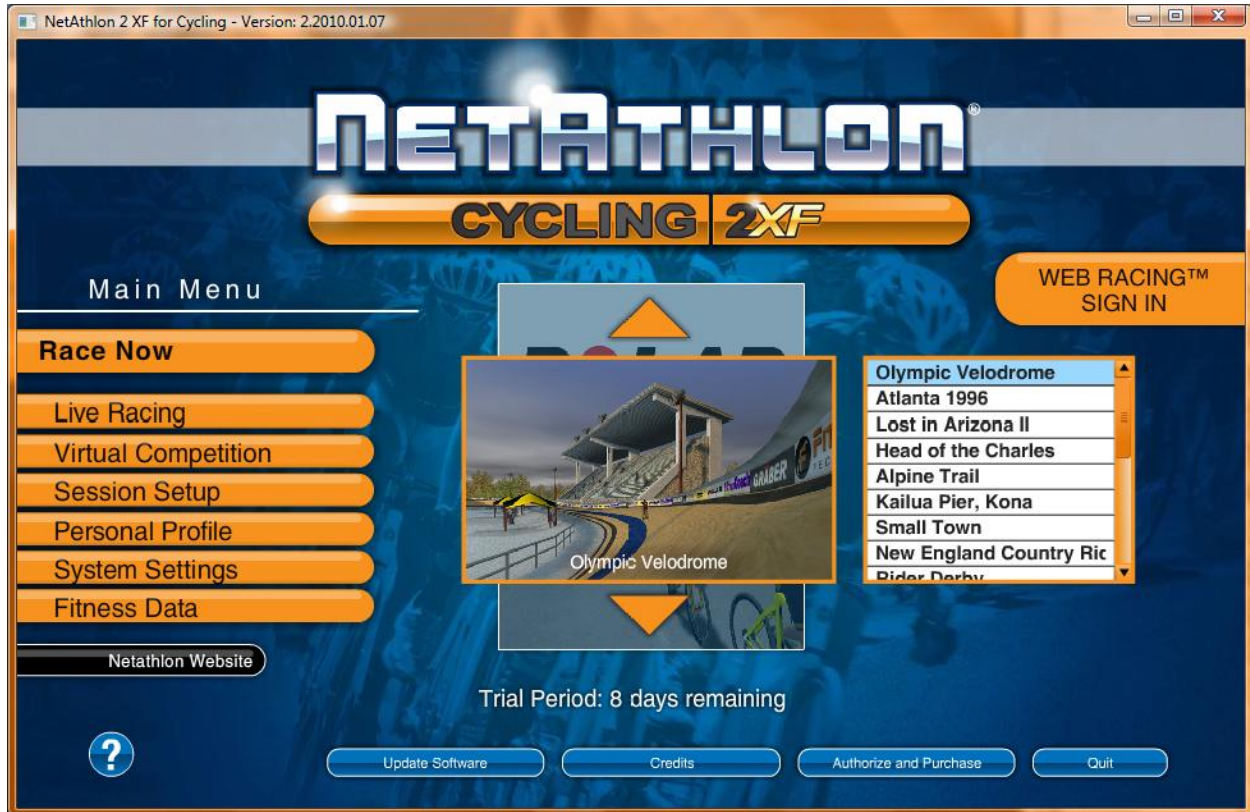 NetAthlon 2 XF for Cycling - Version: 2.2010.01.07
NETATHLON®
CYCLING 2XF
Main Menu
WEB RACING™
SIGN IN
Race Now
Live Racing
Virtual Competition
Session Setup
Personal Profile
System Settings
Fitness Data
Netathlon Website
GRABER
Olympic Velodrome
Olympic Velodrome
Atlanta 1996
Lost in Arizona II
Head of the Charles
Alpine Trail
Kailua Pier, Kona
Small Town
New England Country Ric
Rider Derby
Trial Period: 8 days remaining
?
Update Software
Credits
Authorize and Purchase
Quit